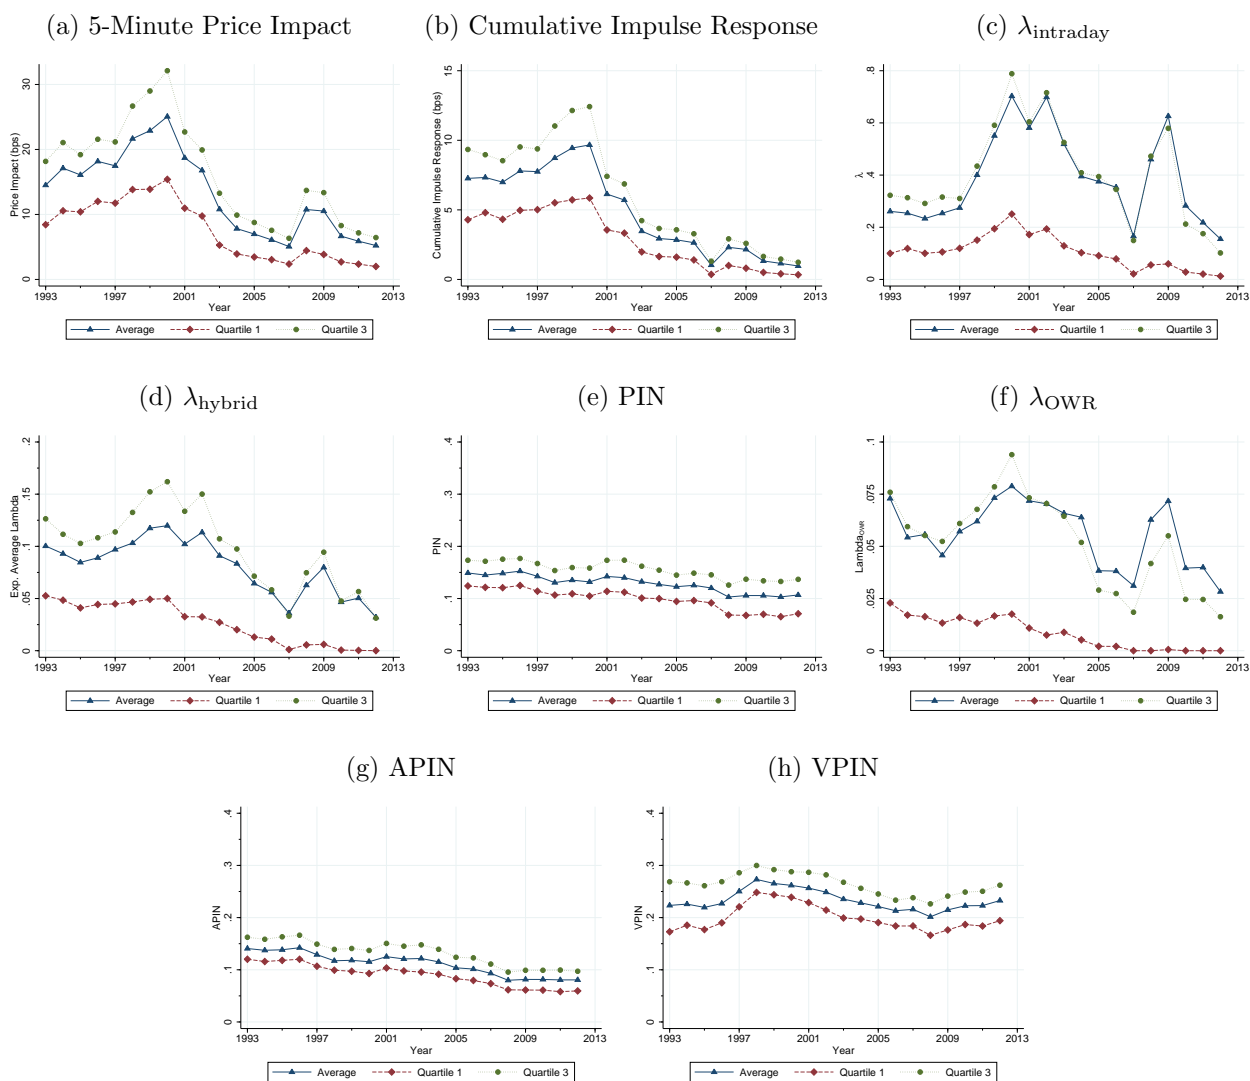 (a) 5-Minute Price Impact
Price Impact (bps)
30
20
10
0
1993 1997 2001 2005 2009 2013
Year
Average Quartile 1 Quartile 3
(b) Cumulative Impulse Response
Cumulative Impulse Response (bps)
15
10
5
0
1993 1997 2001 2005 2009 2013
Year
Average Quartile 1 Quartile 3
(c) λintraday
λ
.8
.6
.4
.2
0
1993 1997 2001 2005 2009 2013
Year
Average Quartile 1 Quartile 3
(d) λhybrid
Exp. Average Lambda
.2
.15
.1
.05
0
1993 1997 2001 2005 2009 2013
Year
Average Quartile 1 Quartile 3
(e) PIN
PIN
.4
.3
.2
.1
0
1993 1997 2001 2005 2009 2013
Year
Average Quartile 1 Quartile 3
(f) λOWR
LambdaOWR
.1
.075
.05
.025
0
1993 1997 2001 2005 2009 2013
Year
Average Quartile 1 Quartile 3
(g) APIN
APIN
.4
.3
.2
.1
0
1993 1997 2001 2005 2009 2013
Year
Average Quartile 1 Quartile 3
(h) VPIN
VPIN
.4
.3
.2
.1
0
1993 1997 2001 2005 2009 2013
Year
Average Quartile 1 Quartile 3